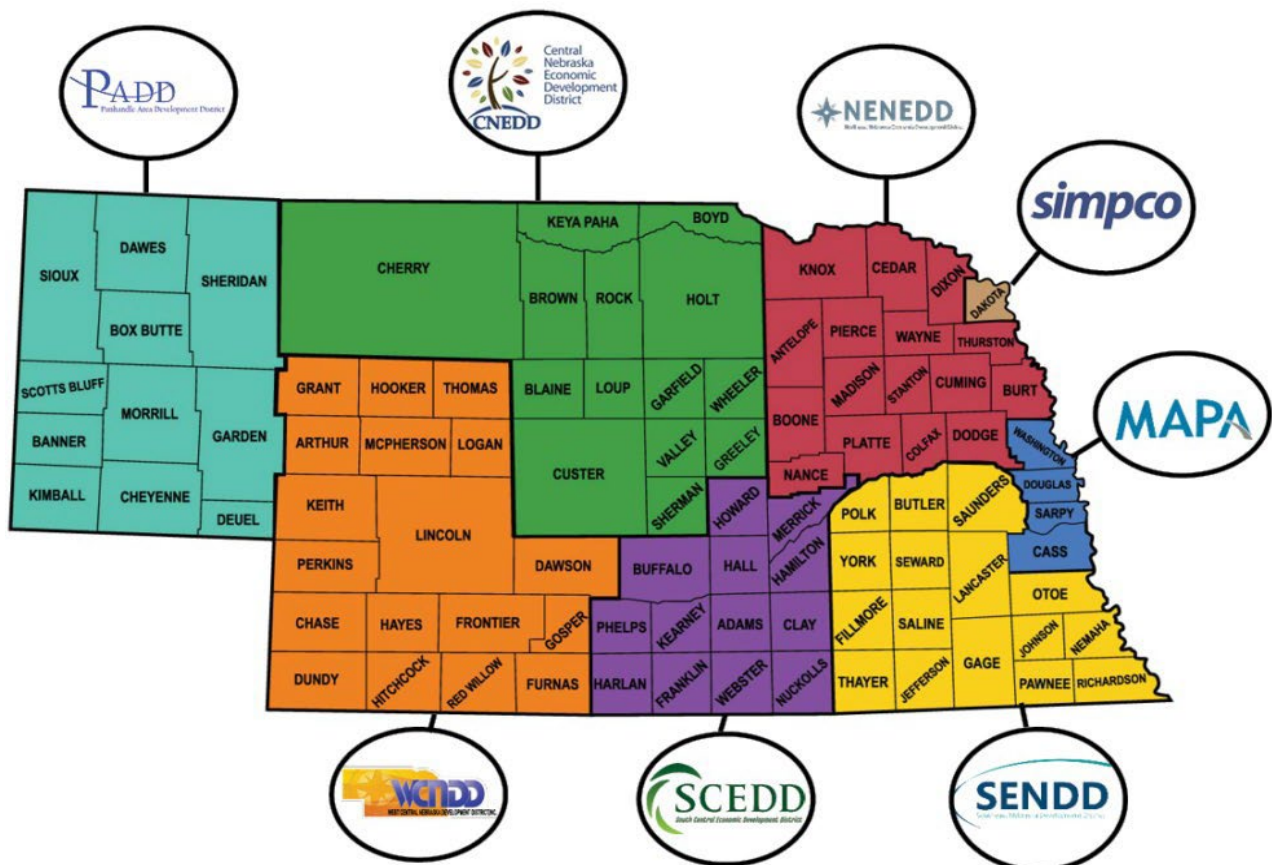 PADD
Panhandle Area Development District
Central
Nebraska
Economic
Development
District
CNEDD
NENEDD
simpco
MAPA
SIOUX
DAWES
SHERIDAN
BOX BUTTE
SCOTTS BLUFF
MORRILL
GARDEN
BANNER
KIMBALL
CHEYENNE
DEUEL
CHERRY
KEYA PAHA
BOYD
BROWN
ROCK
HOLT
BLAINE
LOUP
GARFIELD
WHEELER
CUSTER
VALLEY
GREELEY
SHERMAN
KNOX
CEDAR
DIXON
DAKOTA
ANTELOPE
PIERCE
WAYNE
THURSTON
MADISON
STANTON
CUMING
BURT
BOONE
PLATTE
COLFAX
DODGE
NANCE
WASHINGTON
DOUGLAS
SARPY
CASS
GRANT
HOOKER
THOMAS
ARTHUR
MCPHERSON
LOGAN
KEITH
LINCOLN
PERKINS
DAWSON
CHASE
HAYES
FRONTIER
GOSPER
DUNDY
HITCHCOCK
RED WILLOW
FURNAS
HOWARD
MERRICK
BUFFALO
HALL
HAMILTON
PHELPS
KEARNEY
ADAMS
CLAY
HARLAN
FRANKLIN
WEBSTER
NUCKOLLS
POLK
BUTLER
SAUNDERS
YORK
SEWARD
LANCASTER
OTOE
FILLMORE
SALINE
GAGE
JOHNSON
NEMAHA
THAYER
JEFFERSON
PAWNEE
RICHARDSON
WCNDD
WEST CENTRAL NEBRASKA DEVELOPMENT DISTRICT, INC.
SCEDD
South Central Economic Development District
SENDD